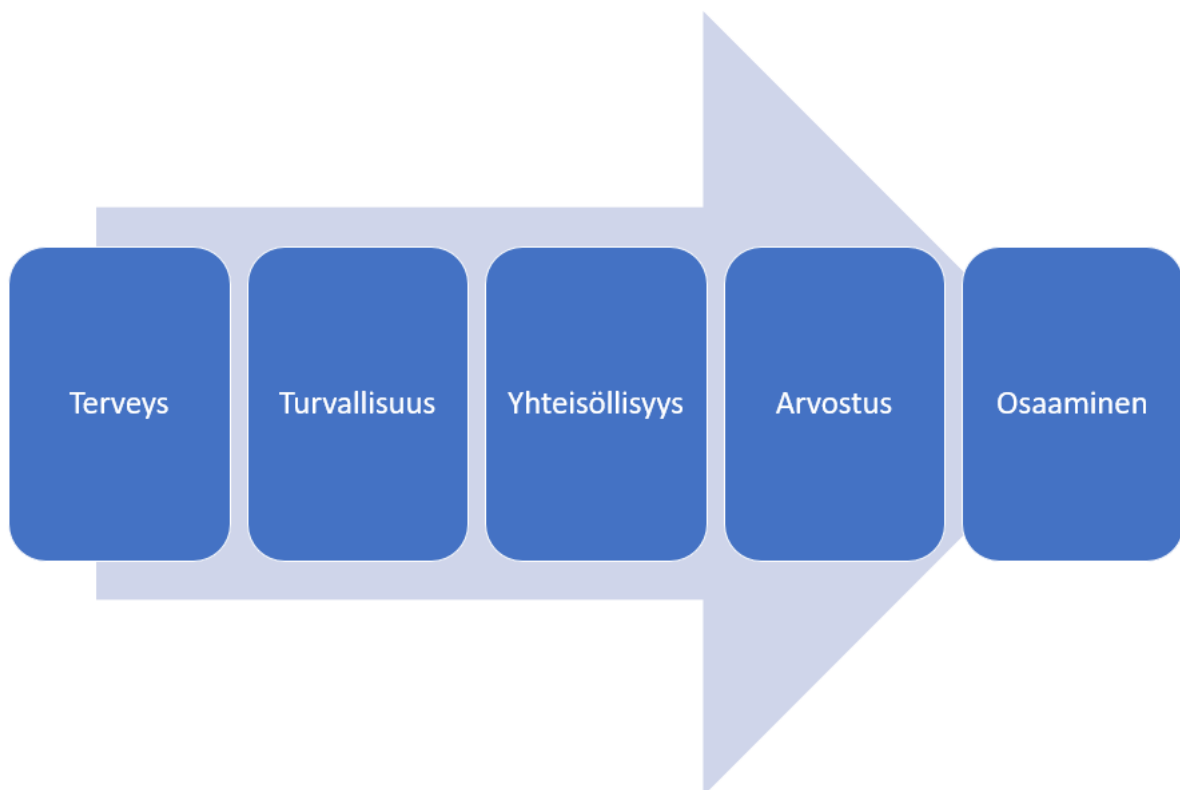 Terveys
Turvallisuus
Yhteisöllisyys
Arvostus
Osaaminen